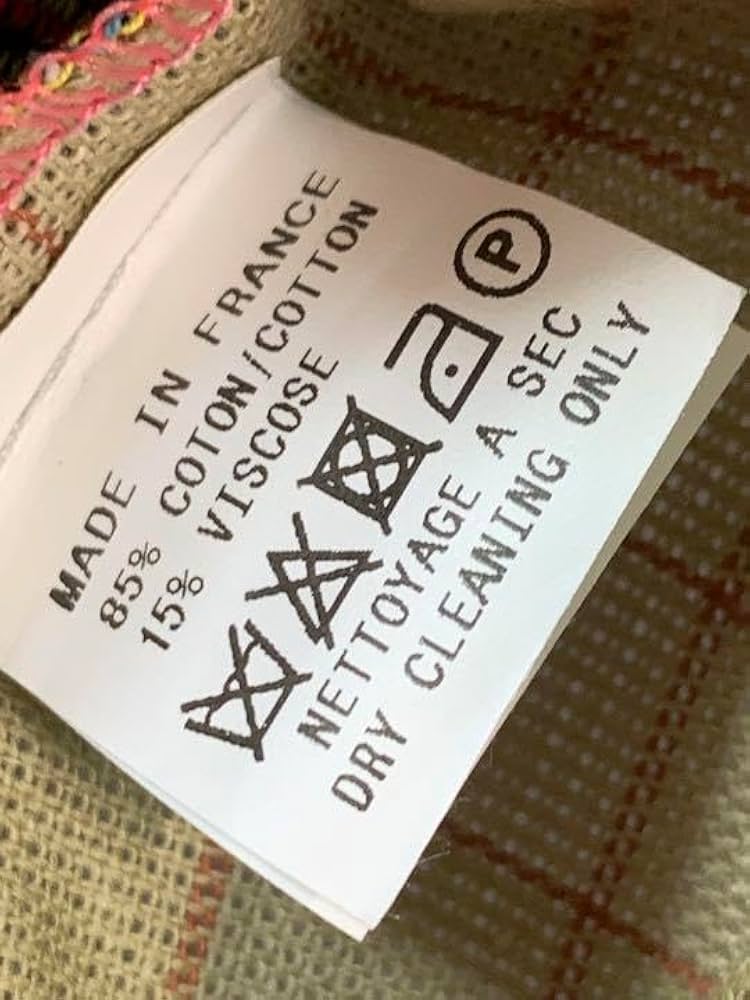 MADE IN FRANCE
85% COTON/COTTON
15% VISCOSE
P
NETTOYAGE A SEC
DRY CLEANING ONLY